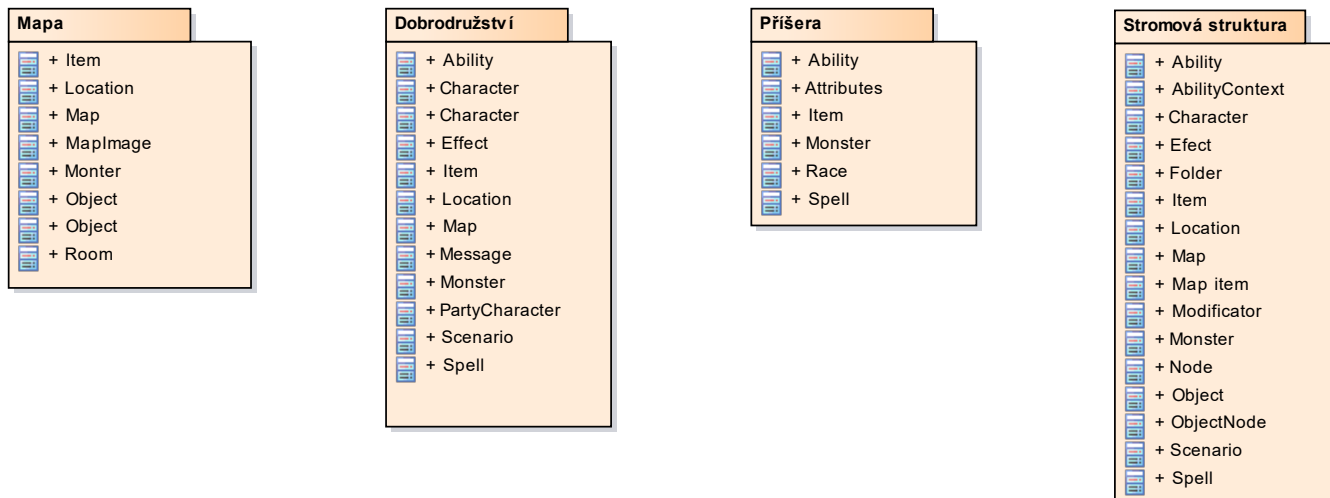 Mapa
+ Item
+ Location
+ Map
+ MapImage
+ Monter
+ Object
+ Object
+ Room
Dobrodružství
+ Ability
+ Character
+ Character
+ Effect
+ Item
+ Location
+ Map
+ Message
+ Monster
+ PartyCharacter
+ Scenario
+ Spell
Příšera
+ Ability
+ Attributes
+ Item
+ Monster
+ Race
+ Spell
Stromová struktura
+ Ability
+ AbilityContext
+ Character
+ Efect
+ Folder
+ Item
+ Location
+ Map
+ Map item
+ Modificator
+ Monster
+ Node
+ Object
+ ObjectNode
+ Scenario
+ Spell